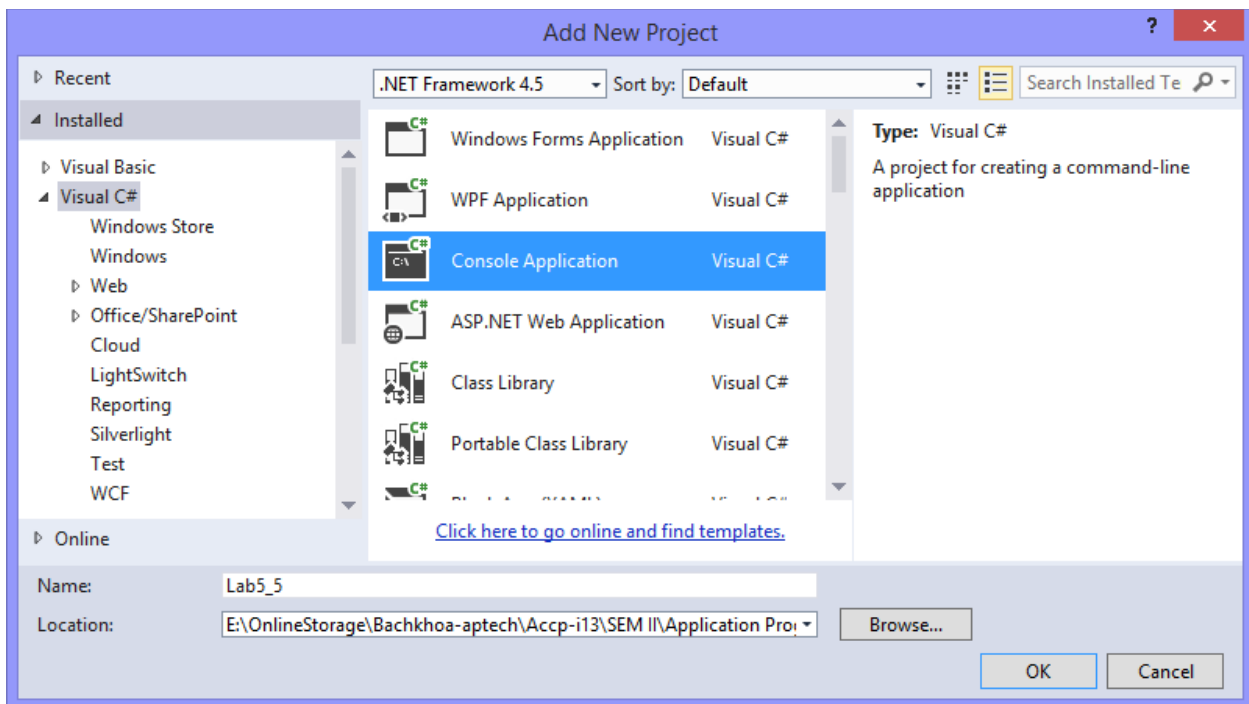 Add New Project
?
Recent
Installed
Visual Basic
Visual C#
Windows Store
Windows
Web
Office/SharePoint
Cloud
LightSwitch
Reporting
Silverlight
Test
WCF
Online
.NET Framework 4.5 Sort by: Default
Search Installed Te
Windows Forms Application Visual C#
WPF Application Visual C#
Console Application Visual C#
ASP.NET Web Application Visual C#
Class Library Visual C#
Portable Class Library Visual C#
Click here to go online and find templates.
Type: Visual C#
A project for creating a command-line
application
Name: Lab5_5
Location: E:\OnlineStorage\Bachkhoa-aptech\Accp-i13\SEM II\Application Pro
Browse...
OK Cancel